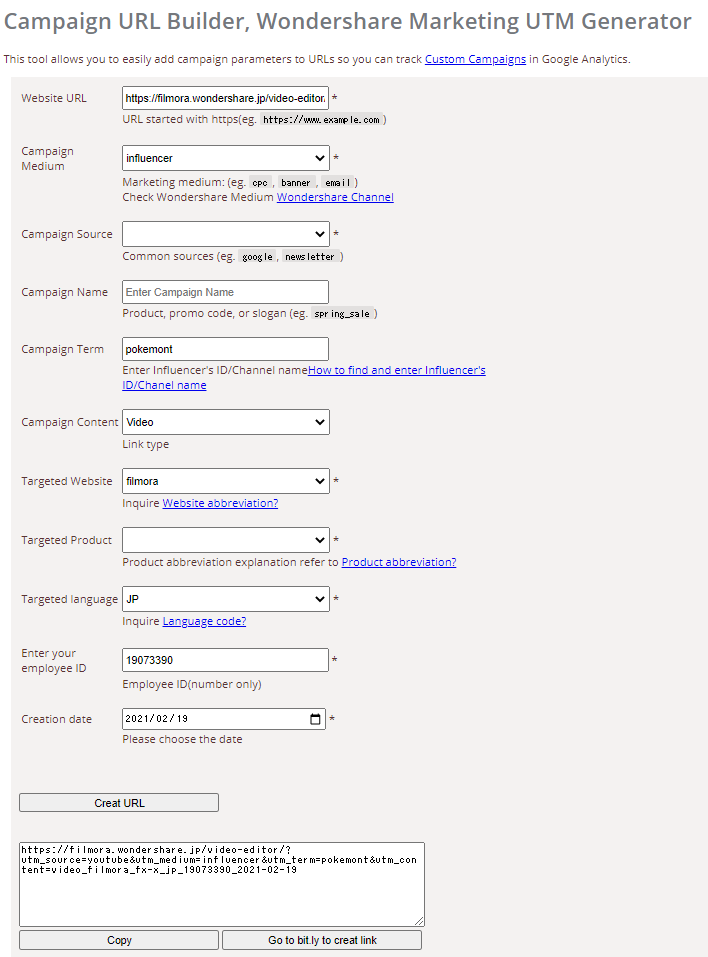 Campaign URL Builder, Wondershare Marketing UTM Generator
This tool allows you to easily add campaign parameters to URLs so you can track Custom Campaigns in Google Analytics.
Website URL https://filmora.wondershare.jp/video-editor/ *
URL started with https(eg. https://www.example.com )
Campaign Medium influencer *
Marketing medium: (eg. cpc , banner , email )
Check Wondershare Medium Wondershare Channel
Campaign Source *
Common sources (eg. google , newsletter )
Campaign Name Enter Campaign Name
Product, promo code, or slogan (eg. spring_sale )
Campaign Term pokemont
Enter Influencer's ID/Channel nameHow to find and enter Influencer's
ID/Chanel name
Campaign Content Video
Link type
Targeted Website filmora *
Inquire Website abbreviation?
Targeted Product *
Product abbreviation explanation refer to Product abbreviation?
Targeted language JP *
Inquire Language code?
Enter your employee ID 19073390 *
Employee ID(number only)
Creation date 2021/02/19 *
Please choose the date
Creat URL
https://filmora.wondershare.jp/video-editor/?
utm_source=youtube&utm_medium=influencer&utm_term=pokemont&utm_co
ntent=video_filmora_fx-x_jp_19073390_2021-02-19
Copy Go to bit.ly to creat link